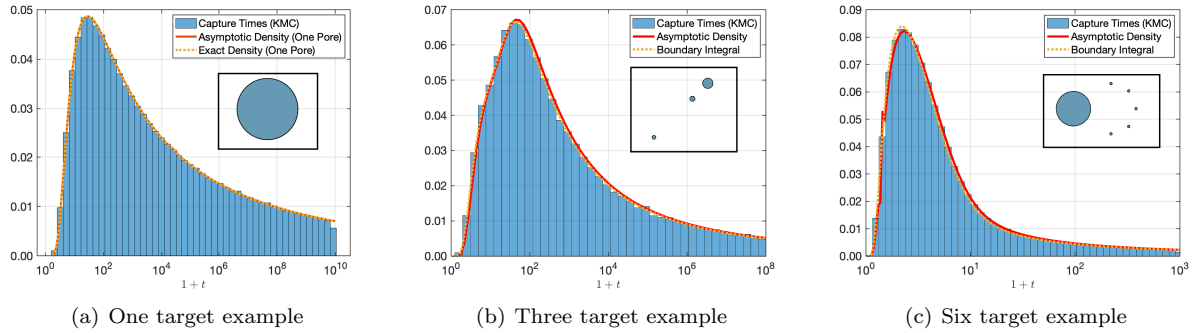 0.05
0.04
0.03
0.02
0.01
0.00
10^0
10^2
10^4
10^6
10^8
10^10
1 + t
Capture Times (KMC)
Asymptotic Density (One Pore)
Exact Density (One Pore)
(a) One target example
0.07
0.06
0.05
0.04
0.03
0.02
0.01
0.00
10^0
10^2
10^4
10^6
10^8
1 + t
Capture Times (KMC)
Asymptotic Density
Boundary Integral
(b) Three target example
0.09
0.08
0.07
0.06
0.05
0.04
0.03
0.02
0.01
0.00
10^0
10^1
10^2
10^3
1 + t
Capture Times (KMC)
Asymptotic Density
Boundary Integral
(c) Six target example